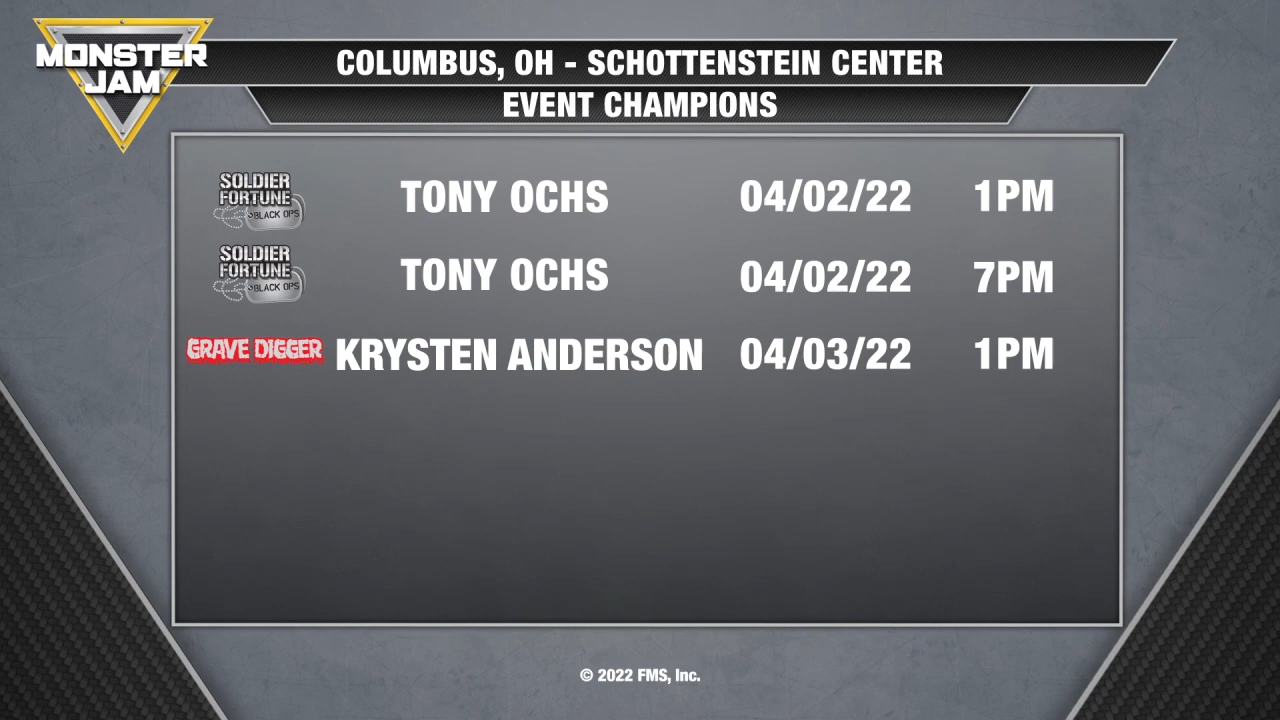 MONSTER
JAM
COLUMBUS, OH - SCHOTTENSTEIN CENTER
EVENT CHAMPIONS
SOLDIER
FORTUNE
BLACK OPS
TONY OCHS 04/02/22 1PM
SOLDIER
FORTUNE
BLACK OPS
TONY OCHS 04/02/22 7PM
GRAVE DIGGER KRYSTEN ANDERSON 04/03/22 1PM
© 2022 FMS, Inc.